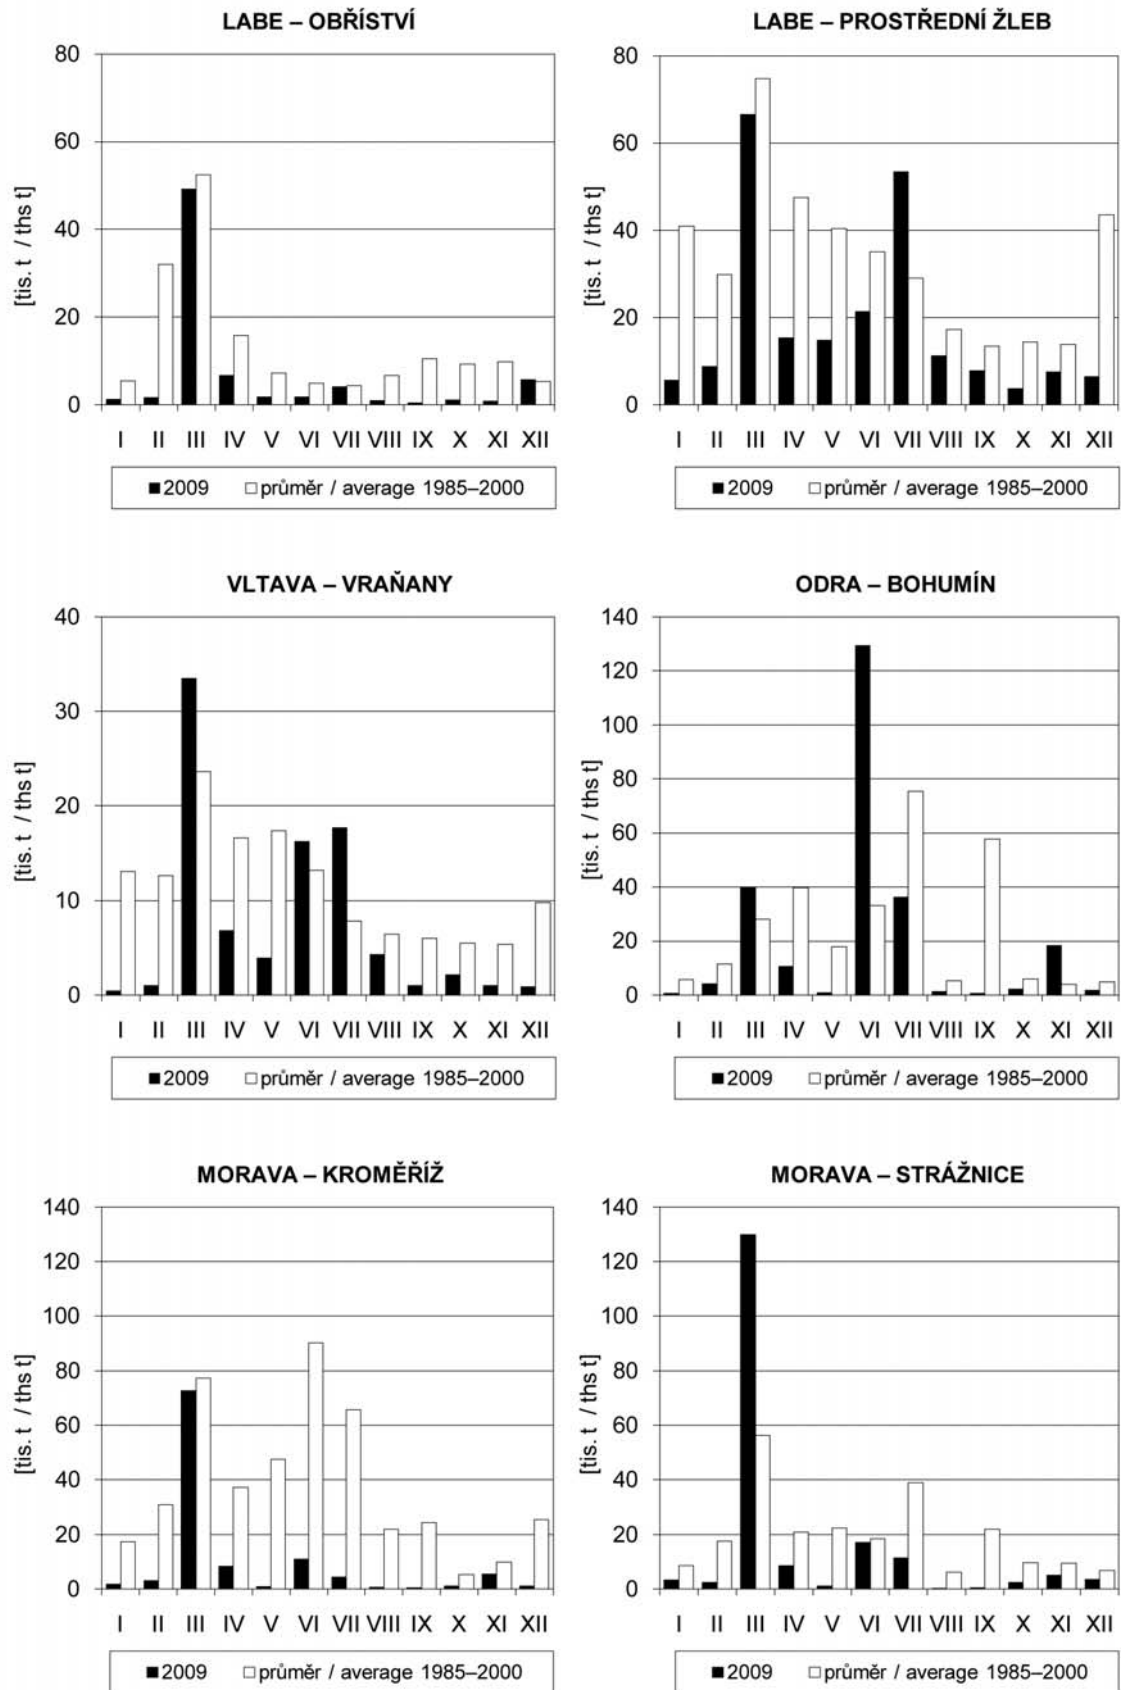 LABE – OBŘÍSTVÍ
[tis. t / ths t]
80
60
40
20
0
I II III IV V VI VII VIII IX X XI XII
2009 průměr / average 1985–2000
LABE – PROSTŘEDNÍ ŽLEB
[tis. t / ths t]
80
60
40
20
0
I II III IV V VI VII VIII IX X XI XII
2009 průměr / average 1985–2000
VLTAVA – VRAŇANY
[tis. t / ths t]
40
30
20
10
0
I II III IV V VI VII VIII IX X XI XII
2009 průměr / average 1985–2000
ODRA – BOHUMÍN
[tis. t / ths t]
140
120
100
80
60
40
20
0
I II III IV V VI VII VIII IX X XI XII
2009 průměr / average 1985–2000
MORAVA – KROMĚŘÍŽ
[tis. t / ths t]
140
120
100
80
60
40
20
0
I II III IV V VI VII VIII IX X XI XII
2009 průměr / average 1985–2000
MORAVA – STRÁŽNICE
[tis. t / ths t]
140
120
100
80
60
40
20
0
I II III IV V VI VII VIII IX X XI XII
2009 průměr / average 1985–2000